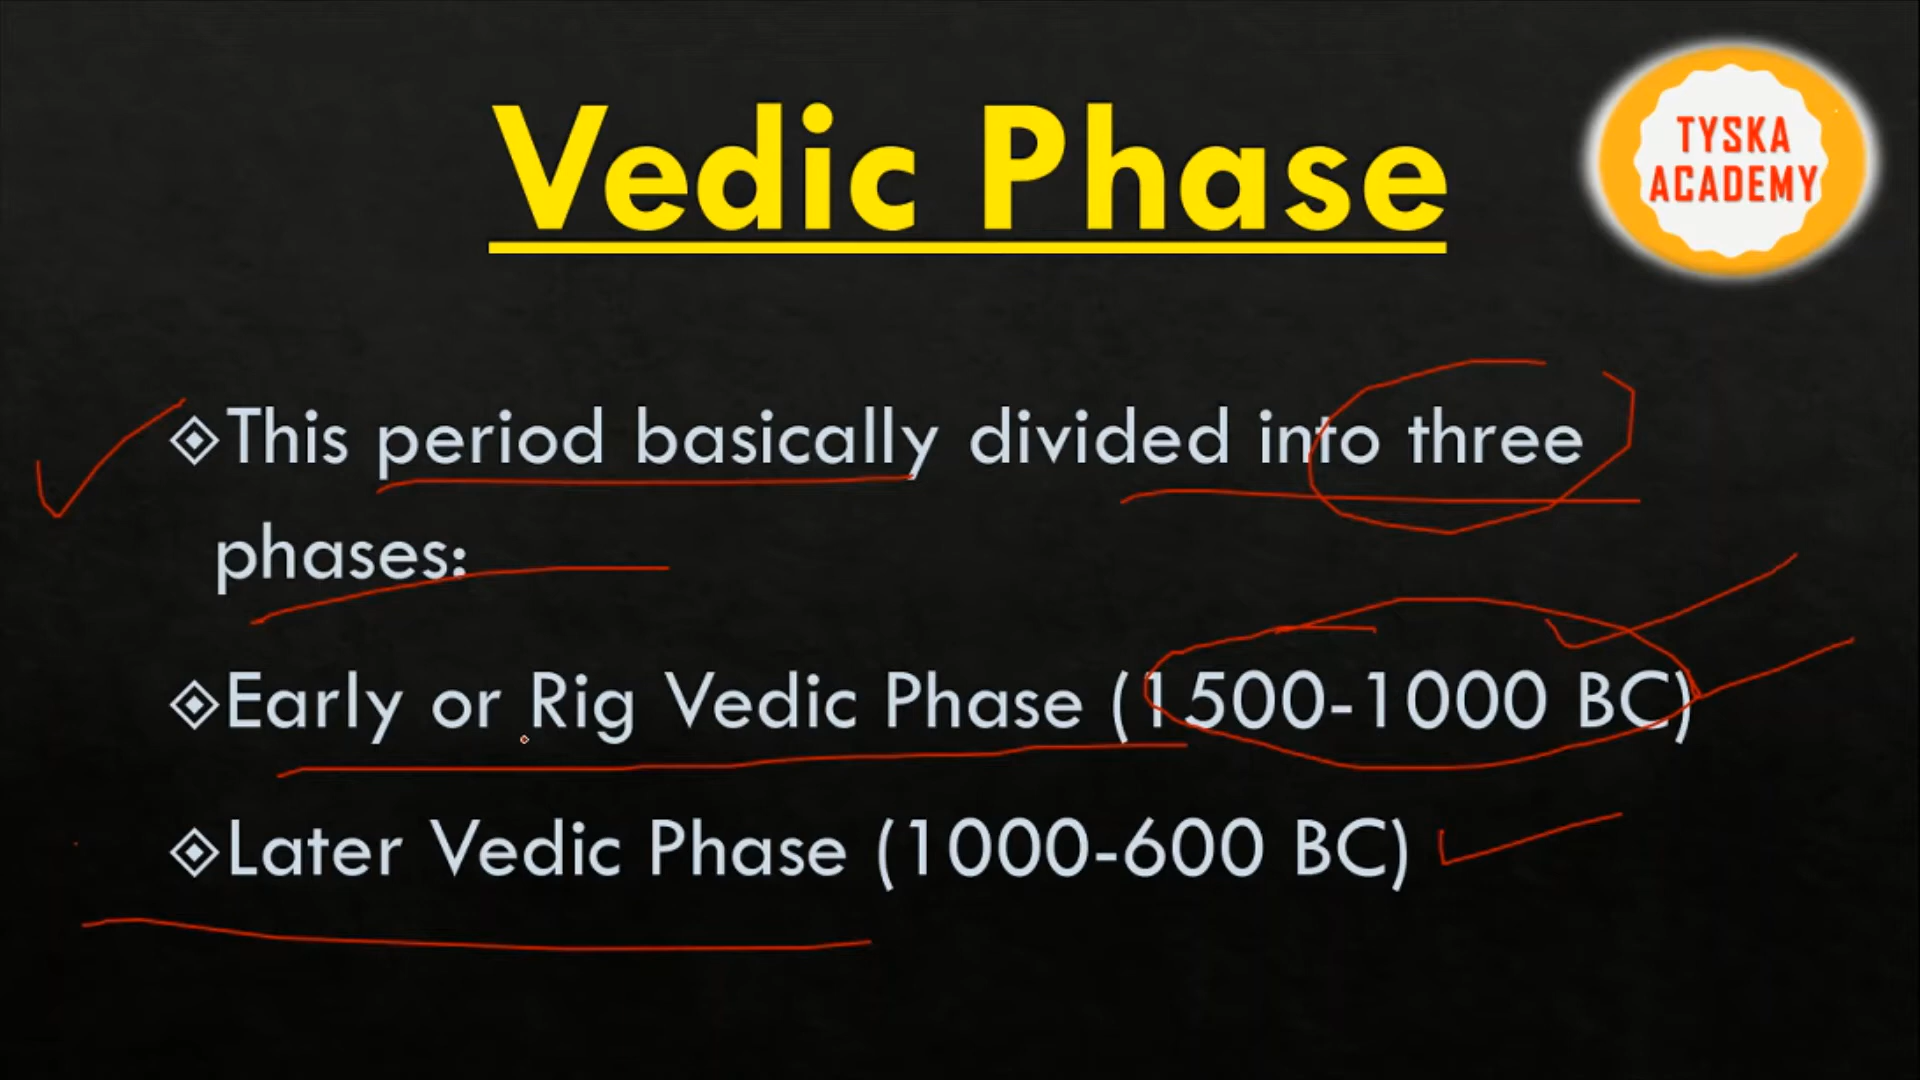 Vedic Phase
TYSKA
ACADEMY
This period basically divided into three
phases:
Early or Rig Vedic Phase (1500-1000 BC)
Later Vedic Phase (1000-600 BC)